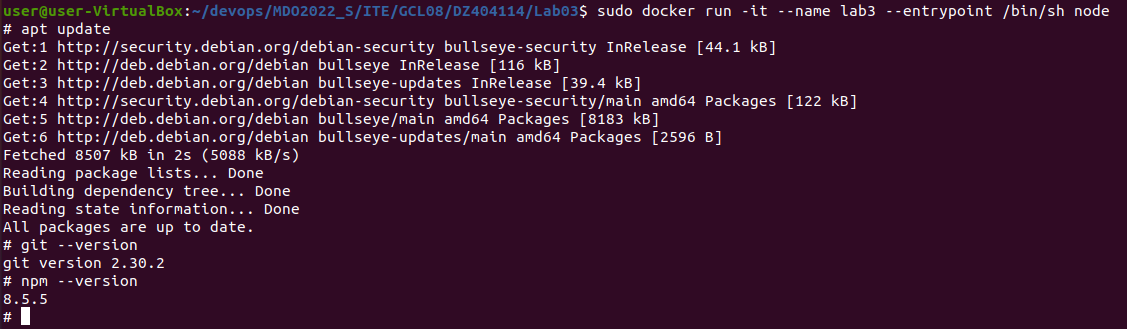 user@user-VirtualBox:~/devops/MDO2022_S/ITE/GCL08/DZ404114/Lab03$ sudo docker run -it --name lab3 --entrypoint /bin/sh node
# apt update
Get:1 http://security.debian.org/debian-security bullseye-security InRelease [44.1 kB]
Get:2 http://deb.debian.org/debian bullseye InRelease [116 kB]
Get:3 http://deb.debian.org/debian bullseye-updates InRelease [39.4 kB]
Get:4 http://security.debian.org/debian-security bullseye-security/main amd64 Packages [122 kB]
Get:5 http://deb.debian.org/debian bullseye/main amd64 Packages [8183 kB]
Get:6 http://deb.debian.org/debian bullseye-updates/main amd64 Packages [2596 B]
Fetched 8507 kB in 2s (5088 kB/s)
Reading package lists... Done
Building dependency tree... Done
Reading state information... Done
All packages are up to date.
# git --version
git version 2.30.2
# npm --version
8.5.5
#